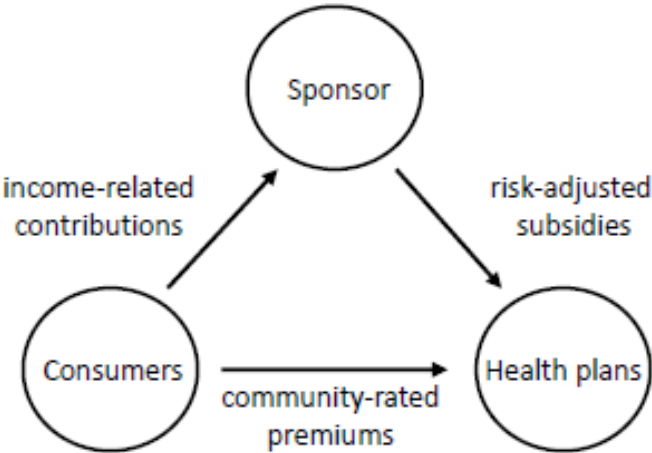 Sponsor
income-related
contributions
risk-adjusted
subsidies
Consumers
Health plans
community-rated
premiums